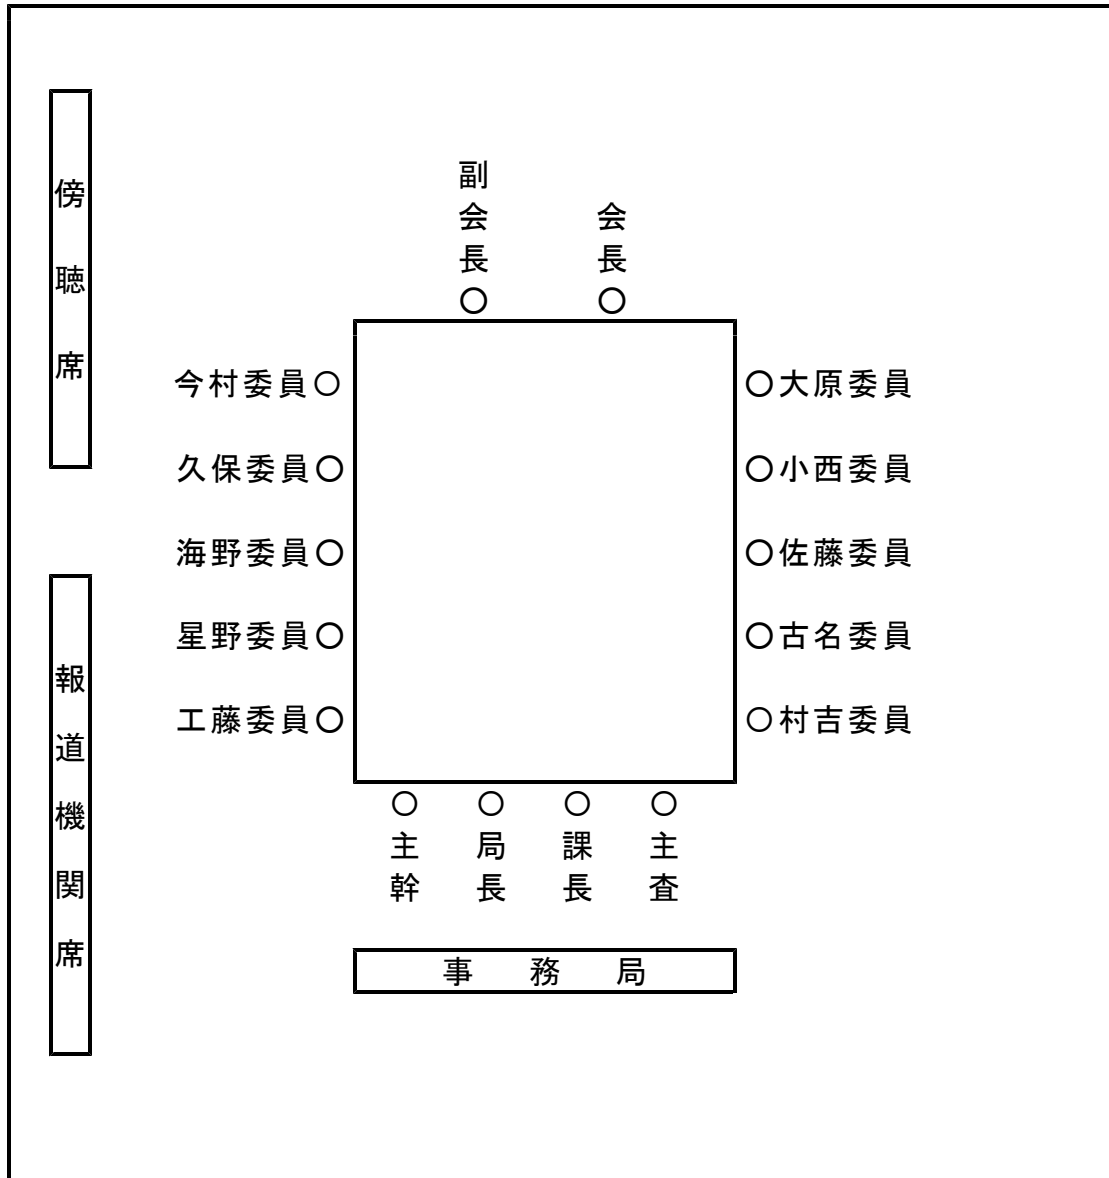 傍聴席
副会長○
会長○
今村委員○
○大原委員
久保委員○
○小西委員
海野委員○
○佐藤委員
星野委員○
○古名委員
工藤委員○
○村吉委員
報道機関席
○主幹
○局長
○課長
○主査
事務局